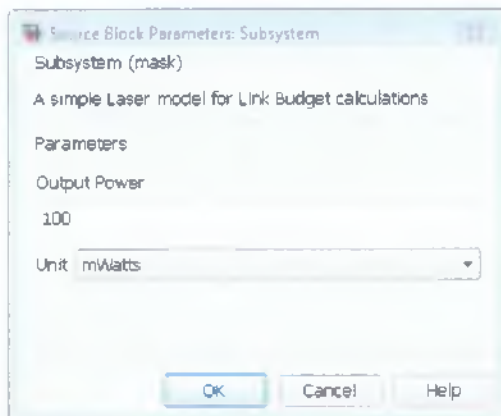 Source Block Parameters: Subsystem
Subsystem (mask)
A simple Laser model for Link Budget calculations
Parameters
Output Power
100
Unit mWatts
OK Cancel Help